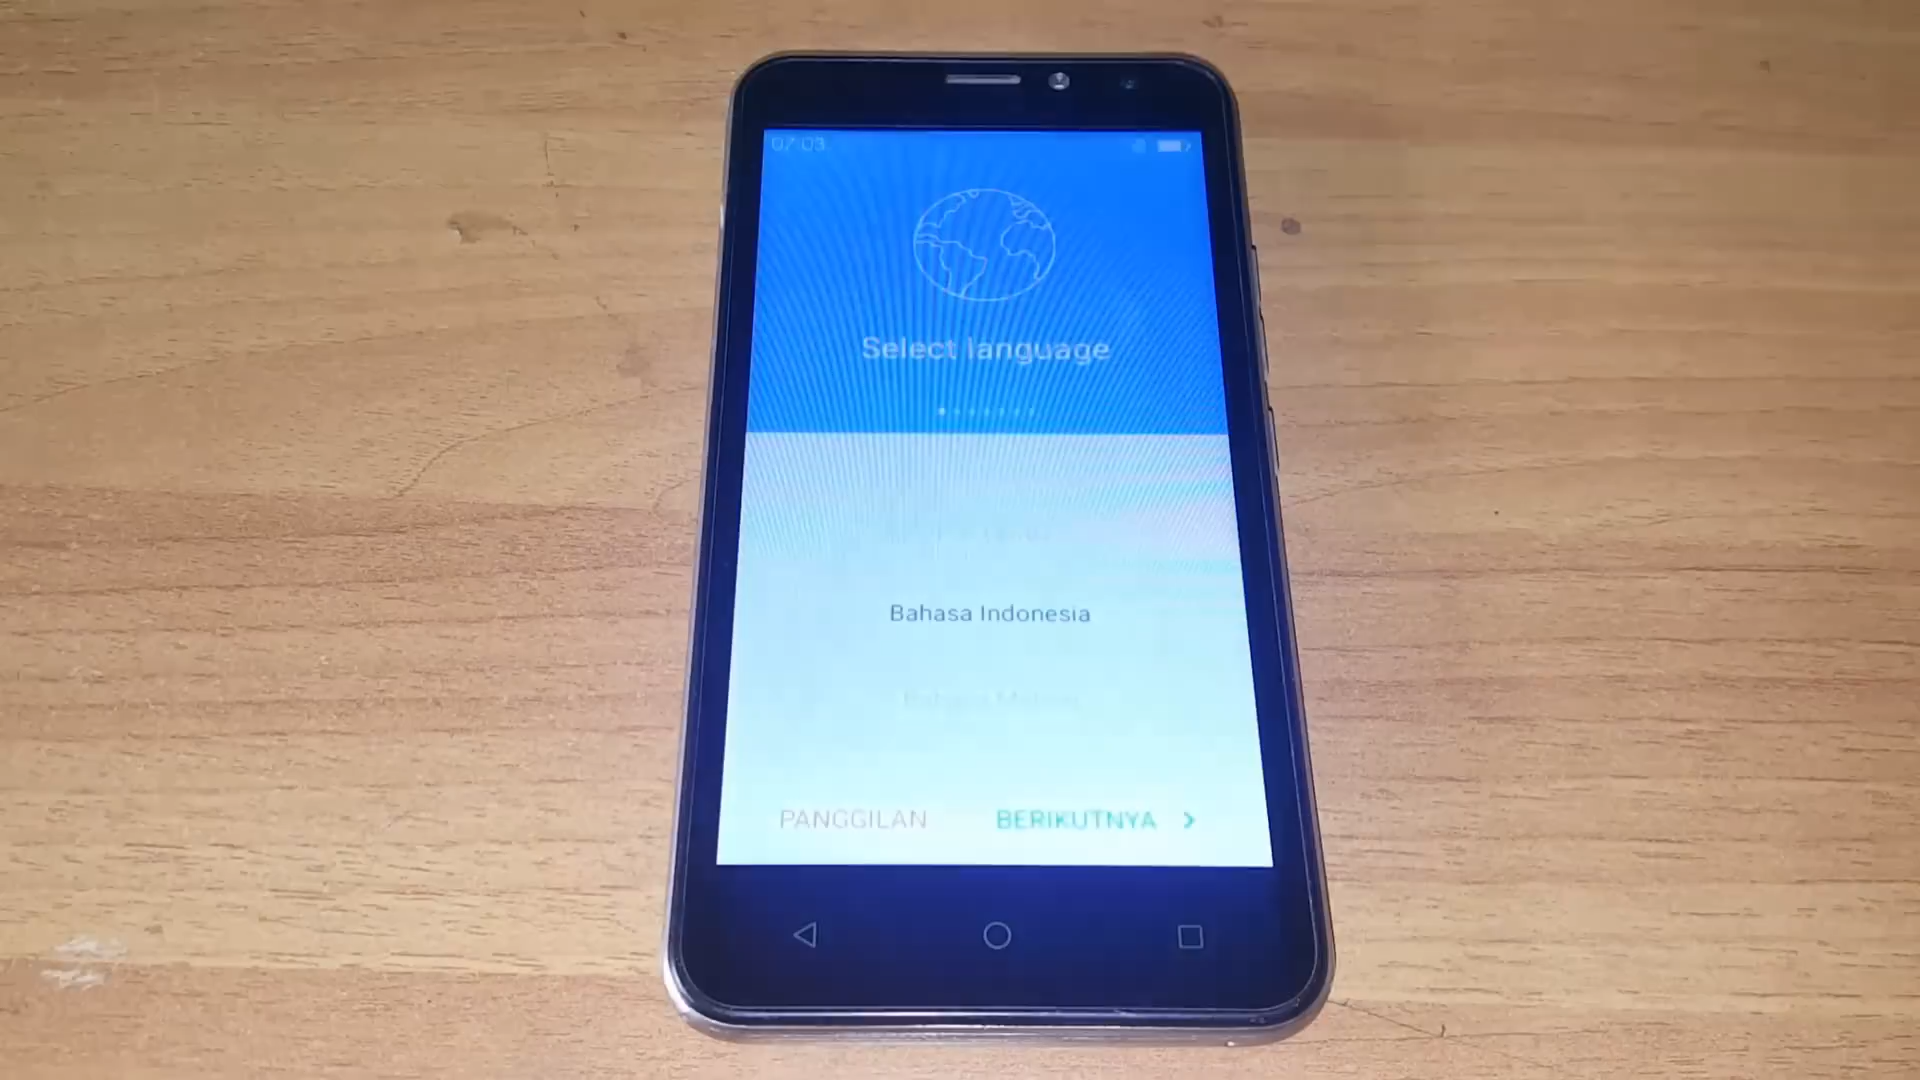 07:03
Select language
Bahasa Indonesia
PANGGILAN
BERIKUTNYA